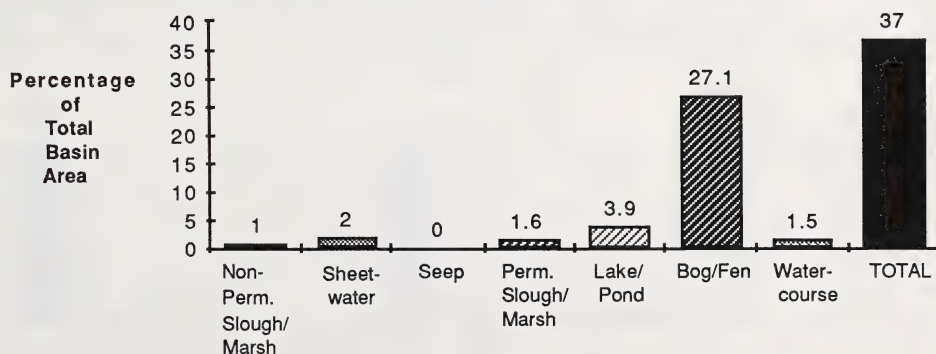 Percentage
of
Total
Basin
Area
40
35
30
25
20
15
10
5
0
1
2
0
1.6
3.9
27.1
1.5
37
Non-
Perm.
Slough/
Marsh
Sheet-
water
Seep
Perm.
Slough/
Marsh
Lake/
Pond
Bog/Fen
Water-
course
TOTAL